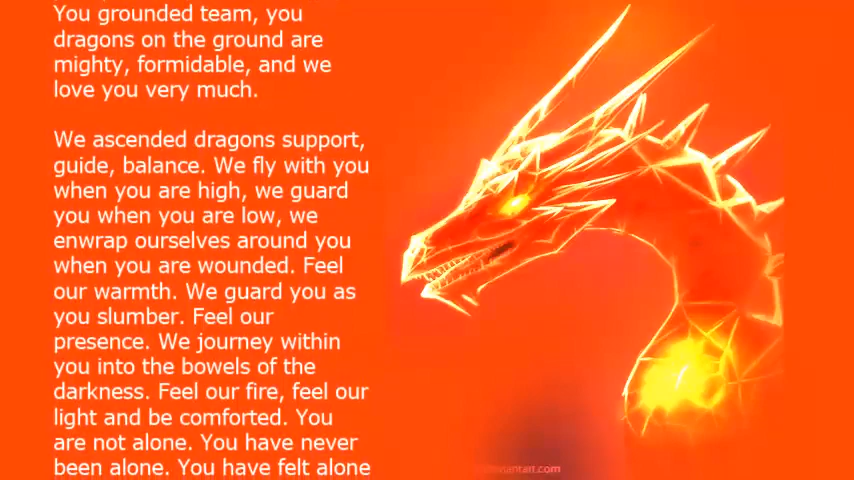 You grounded team, you
dragons on the ground are
mighty, formidable, and we
love you very much.
We ascended dragons support,
guide, balance. We fly with you
when you are high, we guard
you when you are low, we
enwrap ourselves around you
when you are wounded. Feel
our warmth. We guard you as
you slumber. Feel our
presence. We journey within
you into the bowels of the
darkness. Feel our fire, feel our
light and be comforted. You
are not alone. You have never
been alone. You have felt alone